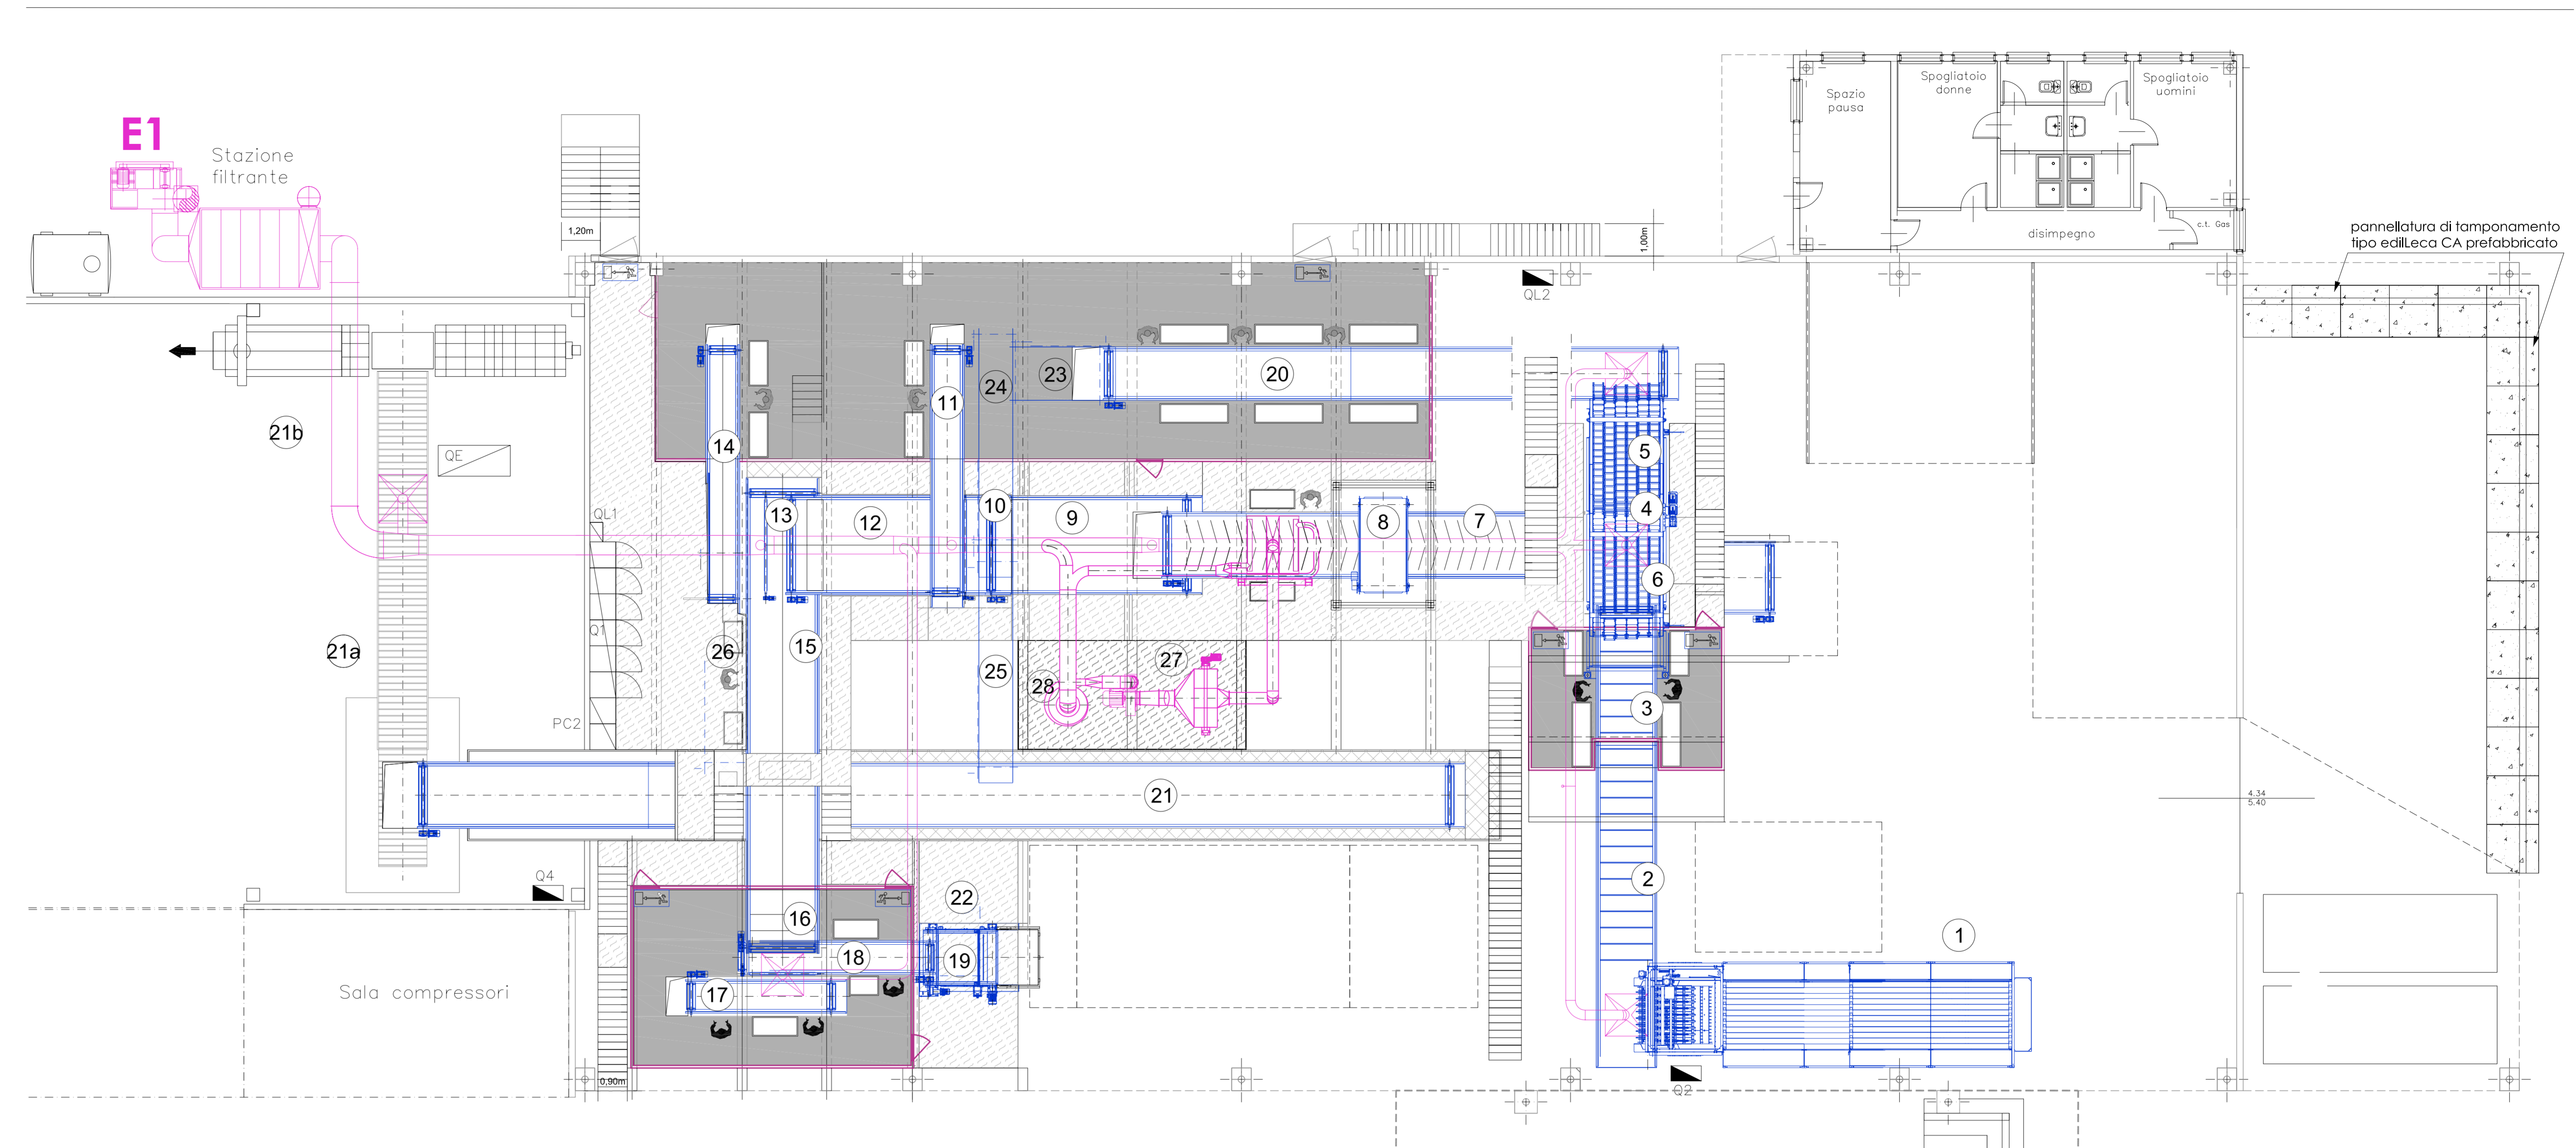 E1
Stazione
filtrante
Spazio
pausa
Spogliatoio
donne
Spogliatoio
uomini
c.t. Gas
disimpegno
pannellatura di tamponamento
tipo edilLeca CA prefabbricato
1,20m
1,00m
QL2
23
20
24
11
14
21b
QE
5
4
10
13
12
9
8
7
QL1
6
Q1
21a
26
15
25
27
28
3
PC2
21
4.34
5.40
2
Q4
22
16
18
19
17
1
Sala compressori
0,90m
Q2